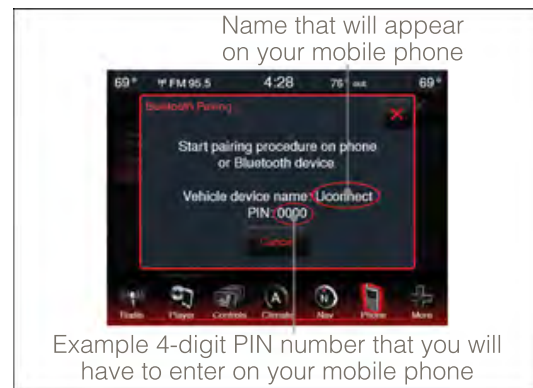 Name that will appear
on your mobile phone
69° FM 95.5 4:28 76° out 69°
Bluetooth Pairing
Start pairing procedure on phone
or Bluetooth device
Vehicle device name: Uconnect
PIN: 0000
Cancel
Radio Player Controls Climate Nav Phone More
Example 4-digit PIN number that you will
have to enter on your mobile phone